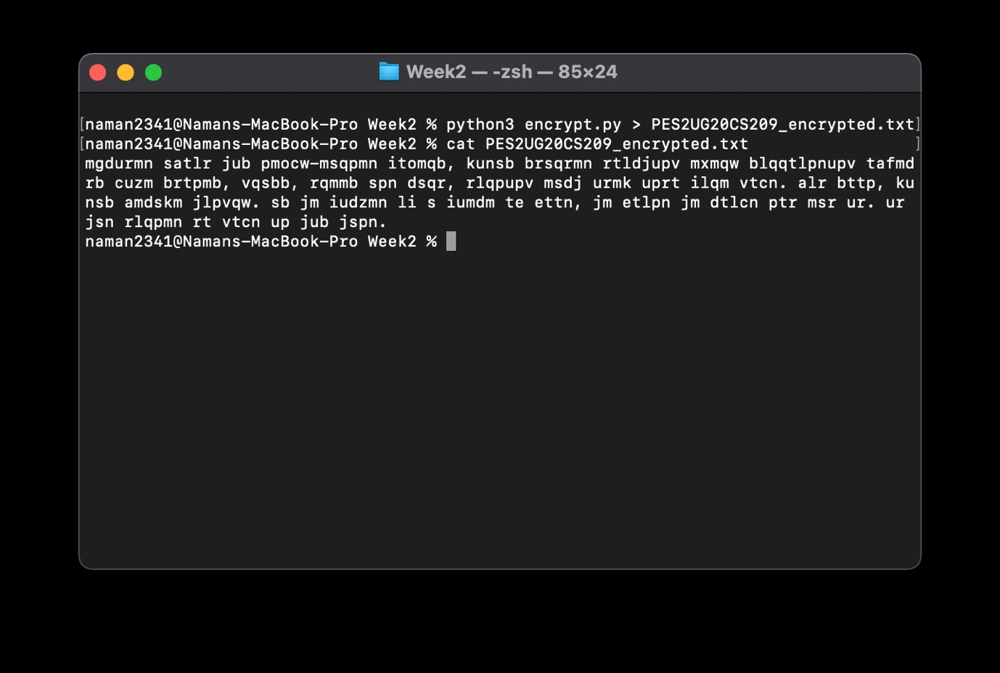 Week2 — -zsh — 85×24
[naman2341@Namans-MacBook-Pro Week2 % python3 encrypt.py > PES2UG20CS209_encrypted.txt]
[naman2341@Namans-MacBook-Pro Week2 % cat PES2UG20CS209_encrypted.txt ]
mgdurmn satlr jub pmocw-msqpmn itomqb, kunsb brsqrmn rtldjupv mxmqw blqqtlpnupv tafmd
rb cuzm brtpmb, vqsbb, rqmmb spn dsqr, rlqpupv msdj urmk uprt ilqm vtcn. alr bttp, ku
nsb amdskm jlpvqw. sb jm iudzmn li s iumdm te ettn, jm etlpn jm dtlcn ptr msr ur. ur
jsn rlqpmn rt vtcn up jub jspn.
naman2341@Namans-MacBook-Pro Week2 %